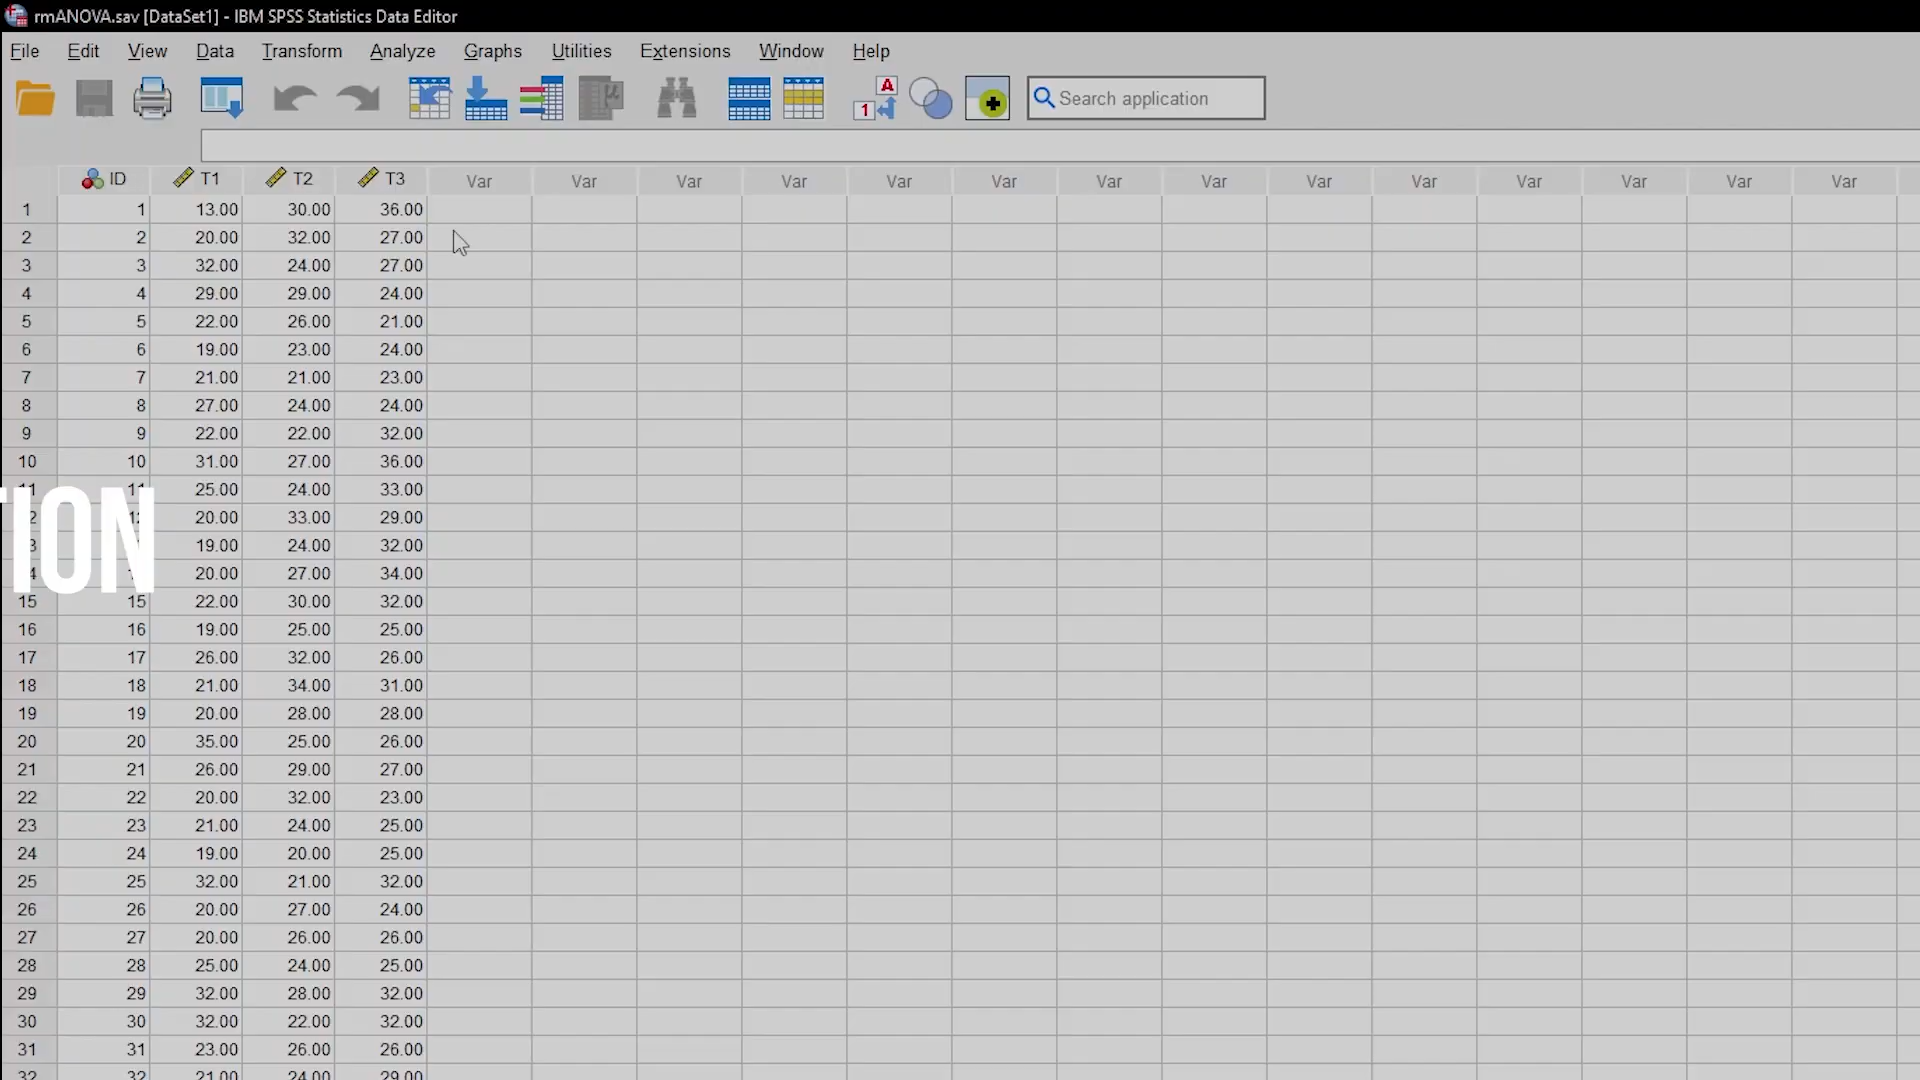 rmANOVA.sav [DataSet1] - IBM SPSS Statistics Data Editor
File Edit View Data Transform Analyze Graphs Utilities Extensions Window Help
A
1
Search application
ID T1 T2 T3 Var Var Var Var Var Var Var Var Var Var Var Var Var Var
1 1 13.00 30.00 36.00
2 2 20.00 32.00 27.00
3 3 32.00 24.00 27.00
4 4 29.00 29.00 24.00
5 5 22.00 26.00 21.00
6 6 19.00 23.00 24.00
7 7 21.00 21.00 23.00
8 8 27.00 24.00 24.00
9 9 22.00 22.00 32.00
10 10 31.00 27.00 36.00
11 11 25.00 24.00 33.00
20.00 33.00 29.00
19.00 24.00 32.00
TION
20.00 27.00 34.00
15 15 22.00 30.00 32.00
16 16 19.00 25.00 25.00
17 17 26.00 32.00 26.00
18 18 21.00 34.00 31.00
19 19 20.00 28.00 28.00
20 20 35.00 25.00 26.00
21 21 26.00 29.00 27.00
22 22 20.00 32.00 23.00
23 23 21.00 24.00 25.00
24 24 19.00 20.00 25.00
25 25 32.00 21.00 32.00
26 26 20.00 27.00 24.00
27 27 20.00 26.00 26.00
28 28 25.00 24.00 25.00
29 29 32.00 28.00 32.00
30 30 32.00 22.00 32.00
31 31 23.00 26.00 26.00
32 32 21.00 24.00 29.00